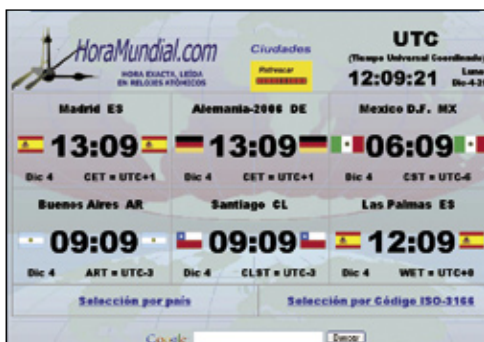 HoraMundial.com
HORA EXACTA, LEÍDA
EN RELOJES ATÓMICOS
Ciudades
Refrescar
UTC
(Tiempo Universal Coordinado)
12:09:21
Lune
Dic-4-20
Madrid ES
13:09
Dic 4 CET = UTC+1
Alemania-2006 DE
13:09
Dic 4 CET = UTC+1
Mexico D.F. MX
06:09
Dic 4 CST = UTC-6
Buenos Aires AR
09:09
Dic 4 ART = UTC-3
Santiago CL
09:09
Dic 4 CLST = UTC-3
Las Palmas ES
12:09
Dic 4 WET = UTC+0
Selección por país
Selección por Código ISO-3166
Google